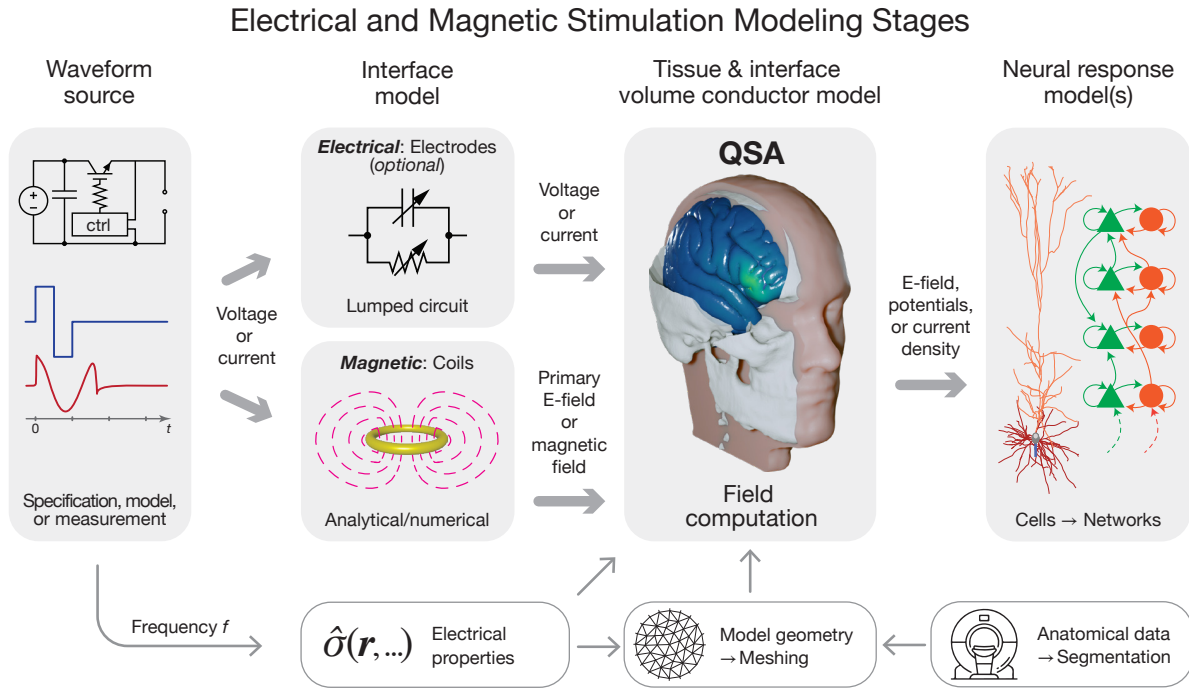 Electrical and Magnetic Stimulation Modeling Stages
Waveform
source
Interface
model
Tissue & interface
volume conductor model
Neural response
model(s)
+
−
ctrl
0
t
Specification, model,
or measurement
Voltage
or
current
Electrical: Electrodes
(optional)
Lumped circuit
Magnetic: Coils
Analytical/numerical
Voltage
or
current
Primary
E-field
or
magnetic
field
QSA
Field
computation
E-field,
potentials,
or current
density
Cells → Networks
Frequency f
σ̂(r, ...)
Electrical
properties
Model geometry
→ Meshing
Anatomical data
→ Segmentation